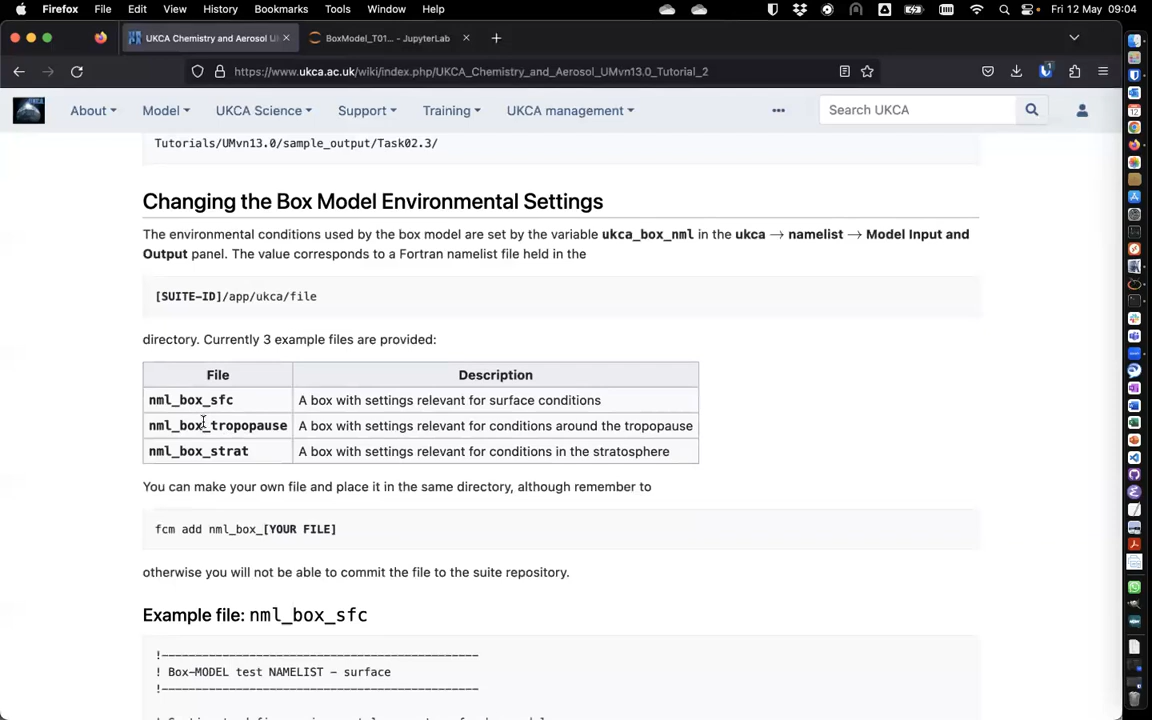 Firefox File Edit View History Bookmarks Tools Window Help Fri 12 May 09:04
UKCA Chemistry and Aerosol U BoxModel_T01... - JupyterLab
https://www.ukca.ac.uk/wiki/index.php/UKCA_Chemistry_and_Aerosol_UMvn13.0_Tutorial_2
About Model UKCA Science Support Training UKCA management Search UKCA
Tutorials/UMvn13.0/sample_output/Task02.3/
Changing the Box Model Environmental Settings
The environmental conditions used by the box model are set by the variable ukca_box_nml in the ukca → namelist → Model Input and
Output panel. The value corresponds to a Fortran namelist file held in the
[SUITE-ID]/app/ukca/file
directory. Currently 3 example files are provided:
File Description
nml_box_sfc A box with settings relevant for surface conditions
nml_box_tropopause A box with settings relevant for conditions around the tropopause
nml_box_strat A box with settings relevant for conditions in the stratosphere
You can make your own file and place it in the same directory, although remember to
fcm add nml_box_[YOUR FILE]
otherwise you will not be able to commit the file to the suite repository.
Example file: nml_box_sfc
!-----------------------------------------------
! Box-MODEL test NAMELIST - surface
!-----------------------------------------------